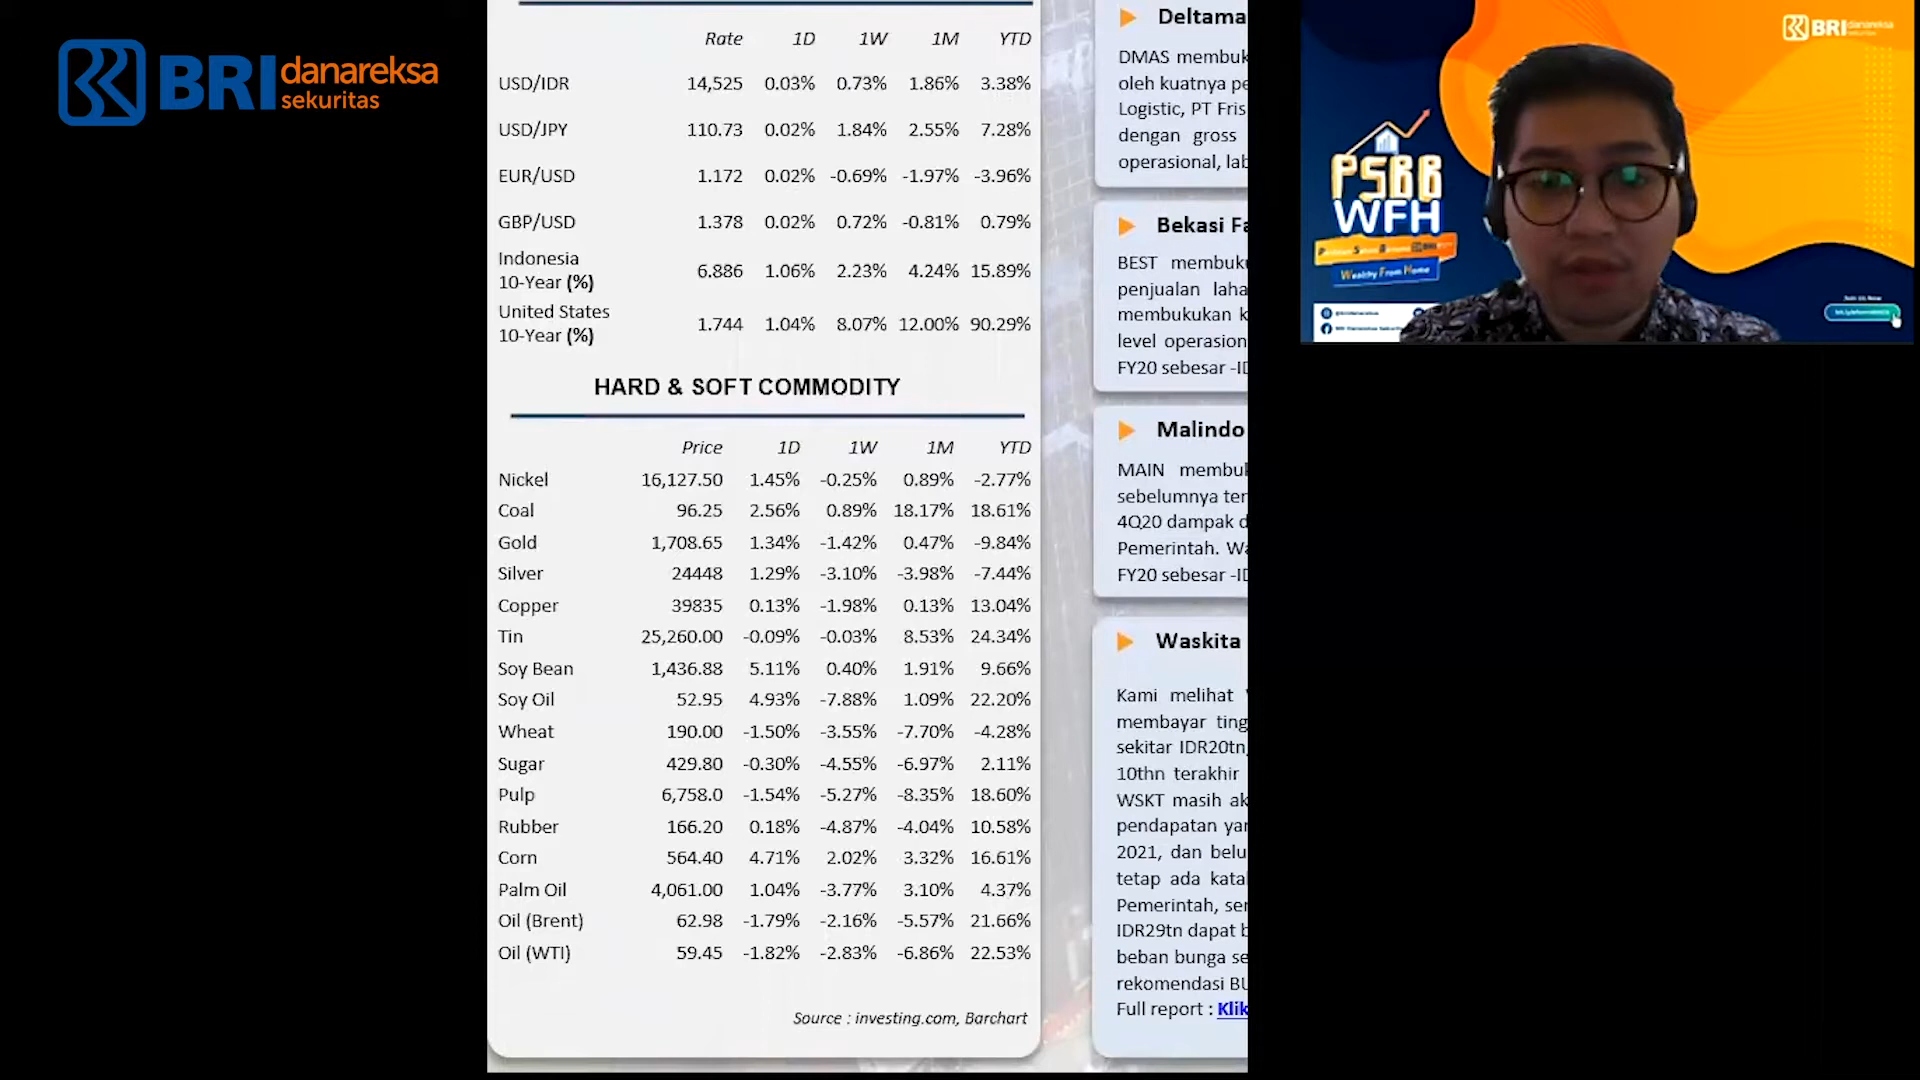 BRI danareksa
sekuritas
Rate 1D 1W 1M YTD
USD/IDR 14,525 0.03% 0.73% 1.86% 3.38%
USD/JPY 110.73 0.02% 1.84% 2.55% 7.28%
EUR/USD 1.172 0.02% -0.69% -1.97% -3.96%
GBP/USD 1.378 0.02% 0.72% -0.81% 0.79%
Indonesia
10-Year (%) 6.886 1.06% 2.23% 4.24% 15.89%
United States
10-Year (%) 1.744 1.04% 8.07% 12.00% 90.29%
HARD & SOFT COMMODITY
Price 1D 1W 1M YTD
Nickel 16,127.50 1.45% -0.25% 0.89% -2.77%
Coal 96.25 2.56% 0.89% 18.17% 18.61%
Gold 1,708.65 1.34% -1.42% 0.47% -9.84%
Silver 24448 1.29% -3.10% -3.98% -7.44%
Copper 39835 0.13% -1.98% 0.13% 13.04%
Tin 25,260.00 -0.09% -0.03% 8.53% 24.34%
Soy Bean 1,436.88 5.11% 0.40% 1.91% 9.66%
Soy Oil 52.95 4.93% -7.88% 1.09% 22.20%
Wheat 190.00 -1.50% -3.55% -7.70% -4.28%
Sugar 429.80 -0.30% -4.55% -6.97% 2.11%
Pulp 6,758.0 -1.54% -5.27% -8.35% 18.60%
Rubber 166.20 0.18% -4.87% -4.04% 10.58%
Corn 564.40 4.71% 2.02% 3.32% 16.61%
Palm Oil 4,061.00 1.04% -3.77% 3.10% 4.37%
Oil (Brent) 62.98 -1.79% -2.16% -5.57% 21.66%
Oil (WTI) 59.45 -1.82% -2.83% -6.86% 22.53%
Source : investing.com, Barchart
Deltama
DMAS membuk
oleh kuatnya pe
Logistic, PT Fris
dengan gross
operasional, lab
Bekasi Fa
BEST membuku
penjualan laha
membukukan k
level operasion
FY20 sebesar -ID
Malindo
MAIN membuk
sebelumnya ter
4Q20 dampak d
Pemerintah. Wa
FY20 sebesar -ID
Waskita
Kami melihat
membayar ting
sekitar IDR20tn,
10thn terakhir
WSKT masih ak
pendapatan yan
2021, dan belu
tetap ada katal
Pemerintah, ser
IDR29tn dapat b
beban bunga se
rekomendasi BU
Full report : Klik
BRI danareksa
sekuritas
PSBB
WFH
Wealthy From Home